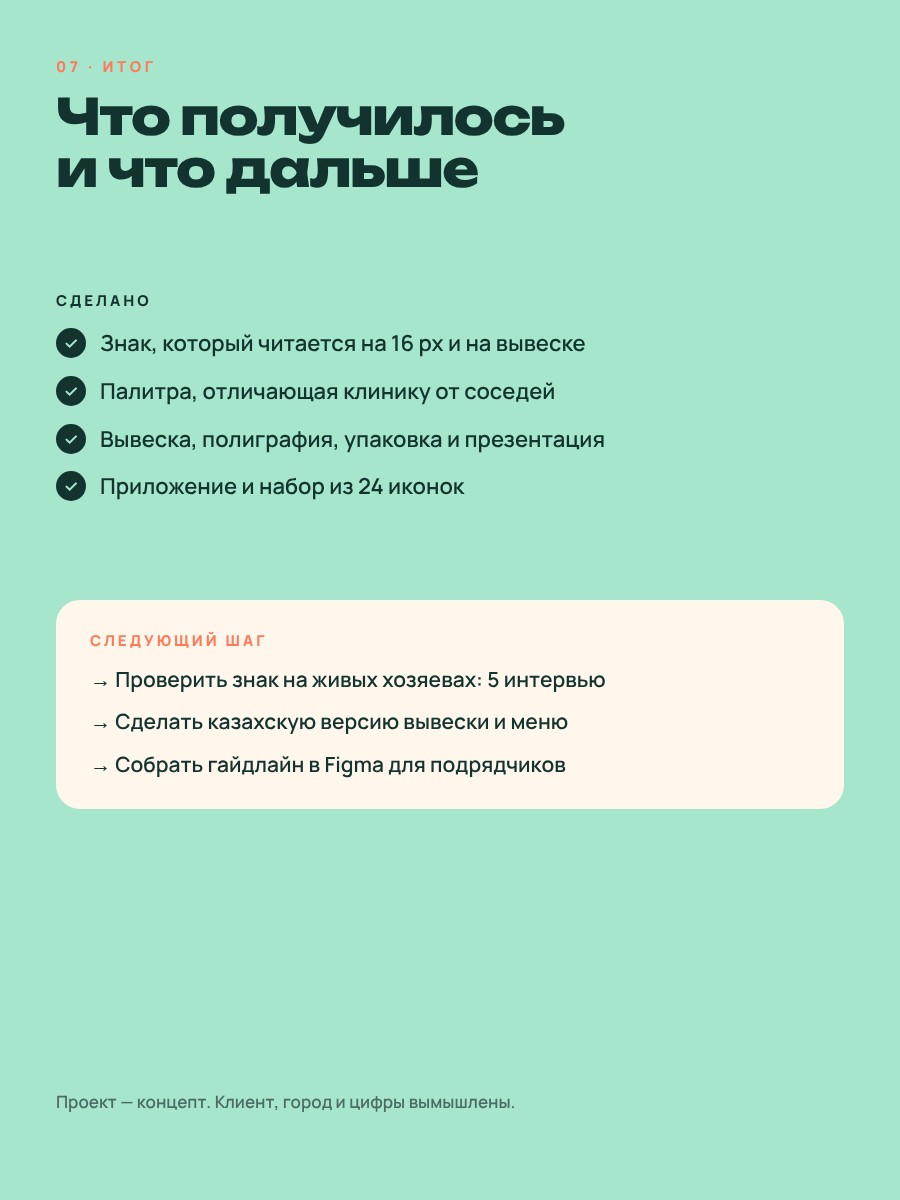 07 · ИТОГ
Что получилось
и что дальше
СДЕЛАНО
Знак, который читается на 16 px и на вывеске
Палитра, отличающая клинику от соседей
Вывеска, полиграфия, упаковка и презентация
Приложение и набор из 24 иконок
СЛЕДУЮЩИЙ ШАГ
→ Проверить знак на живых хозяевах: 5 интервью
→ Сделать казахскую версию вывески и меню
→ Собрать гайдлайн в Figma для подрядчиков
Проект — концепт. Клиент, город и цифры вымышлены.